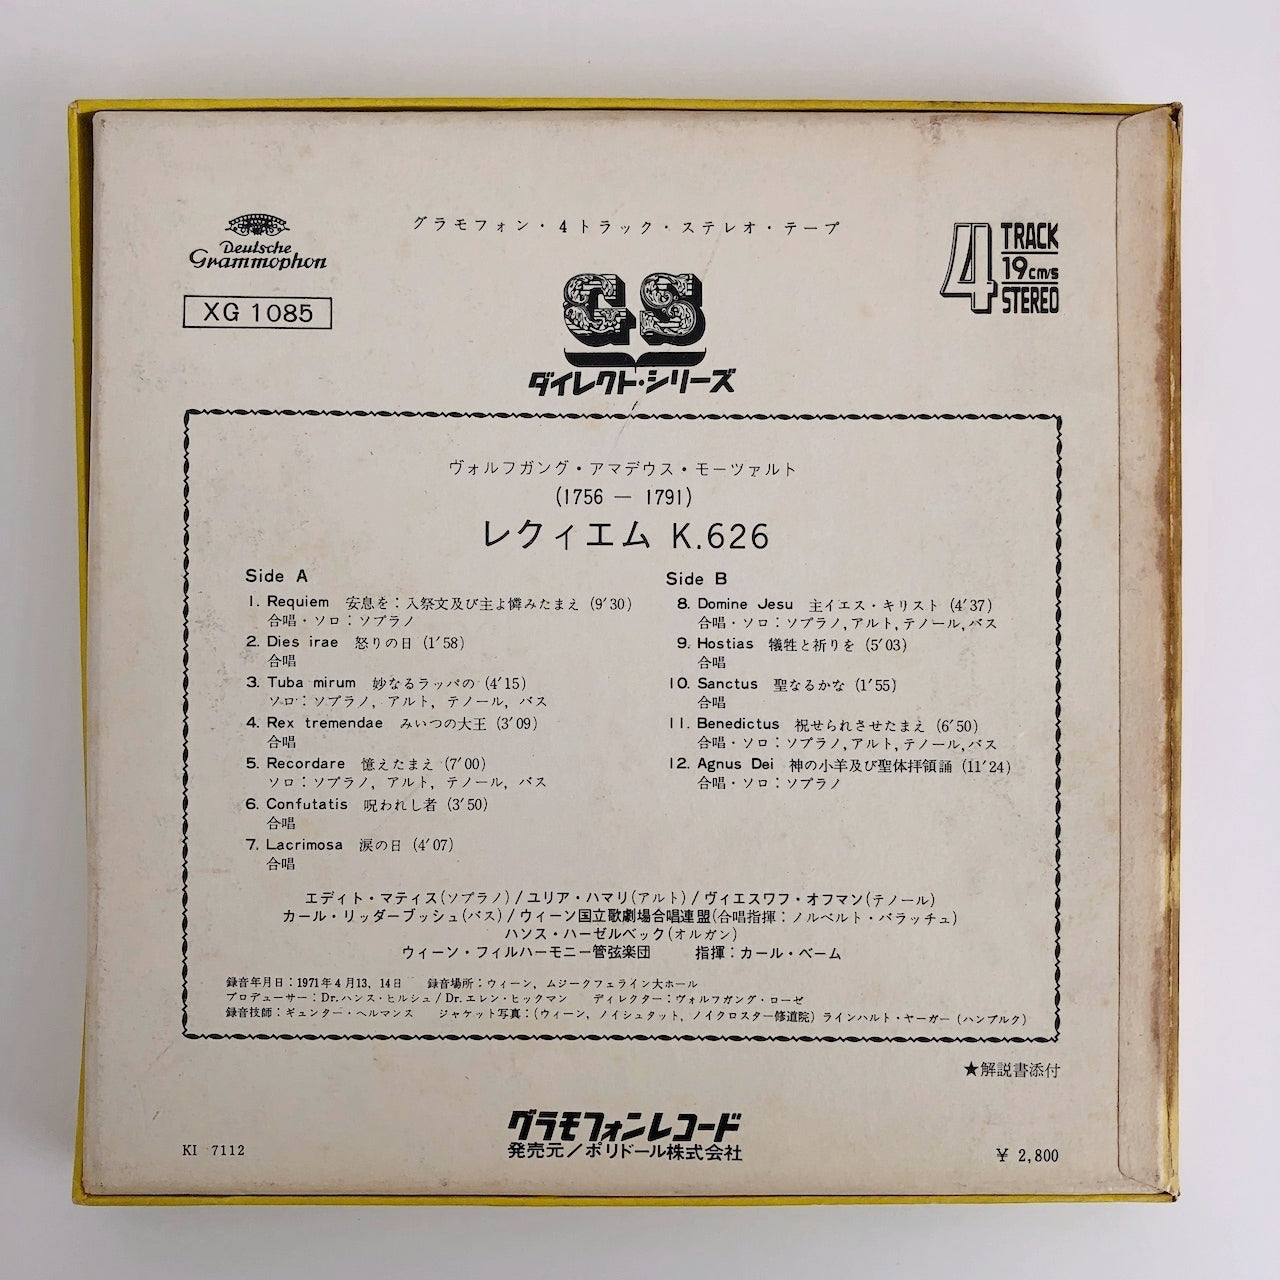 Deutsche
Grammophon
XG 1085
グラモフォン・4トラック・ステレオ・テープ
GS
ダイレクト・シリーズ
4 TRACK
19cm/s
STEREO
ヴォルフガング・アマデウス・モーツァルト
(1756 — 1791)
レクィエム K.626
Side A
1. Requiem 安息を：入祭文及び主よ憐みたまえ (9′30)
合唱・ソロ：ソプラノ
2. Dies irae 怒りの日 (1′58)
合唱
3. Tuba mirum 妙なるラッパの (4′15)
ソロ：ソプラノ, アルト, テノール, バス
4. Rex tremendae みいつの大王 (3′09)
合唱
5. Recordare 憶えたまえ (7′00)
ソロ：ソプラノ, アルト, テノール, バス
6. Confutatis 呪われし者 (3′50)
合唱
7. Lacrimosa 涙の日 (4′07)
合唱
Side B
8. Domine Jesu 主イエス・キリスト (4′37)
合唱・ソロ：ソプラノ, アルト, テノール, バス
9. Hostias 犠牲と祈りを (5′03)
合唱
10. Sanctus 聖なるかな (1′55)
合唱
11. Benedictus 祝せられさせたまえ (6′50)
合唱・ソロ：ソプラノ, アルト, テノール, バス
12. Agnus Dei 神の小羊及び聖体拝領誦 (11′24)
合唱・ソロ：ソプラノ
エディト・マティス(ソプラノ)/ユリア・ハマリ(アルト)/ヴィエスワフ・オフマン(テノール)
カール・リッダーブッシュ(バス)/ウィーン国立歌劇場合唱連盟(合唱指揮：ノルベルト・バラッチュ)
ハンス・ハーゼルベック(オルガン)
ウィーン・フィルハーモニー管弦楽団 指揮：カール・ベーム
録音年月日：1971年4月13, 14日 録音場所：ウィーン, ムジークフェライン大ホール
プロデューサー：Dr.ハンス・ヒルシュ/Dr.エレン・ヒックマン ディレクター：ヴォルフガング・ローゼ
録音技師：ギュンター・ヘルマンス ジャケット写真：(ウィーン, ノイシュタット, ノイクロスター修道院) ラインハルト・ヤーガー (ハンブルク)
★解説書添付
グラモフォンレコード
発売元/ポリドール株式会社
KI 7112
¥ 2,800